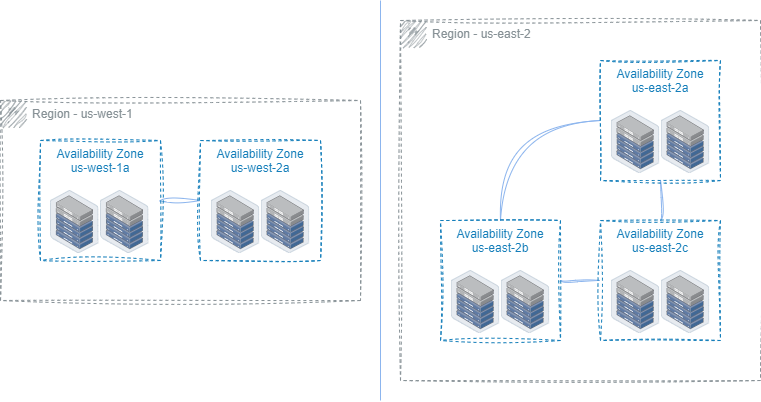 Region - us-west-1
Availability Zone
us-west-1a
Availability Zone
us-west-2a
Region - us-east-2
Availability Zone
us-east-2a
Availability Zone
us-east-2b
Availability Zone
us-east-2c